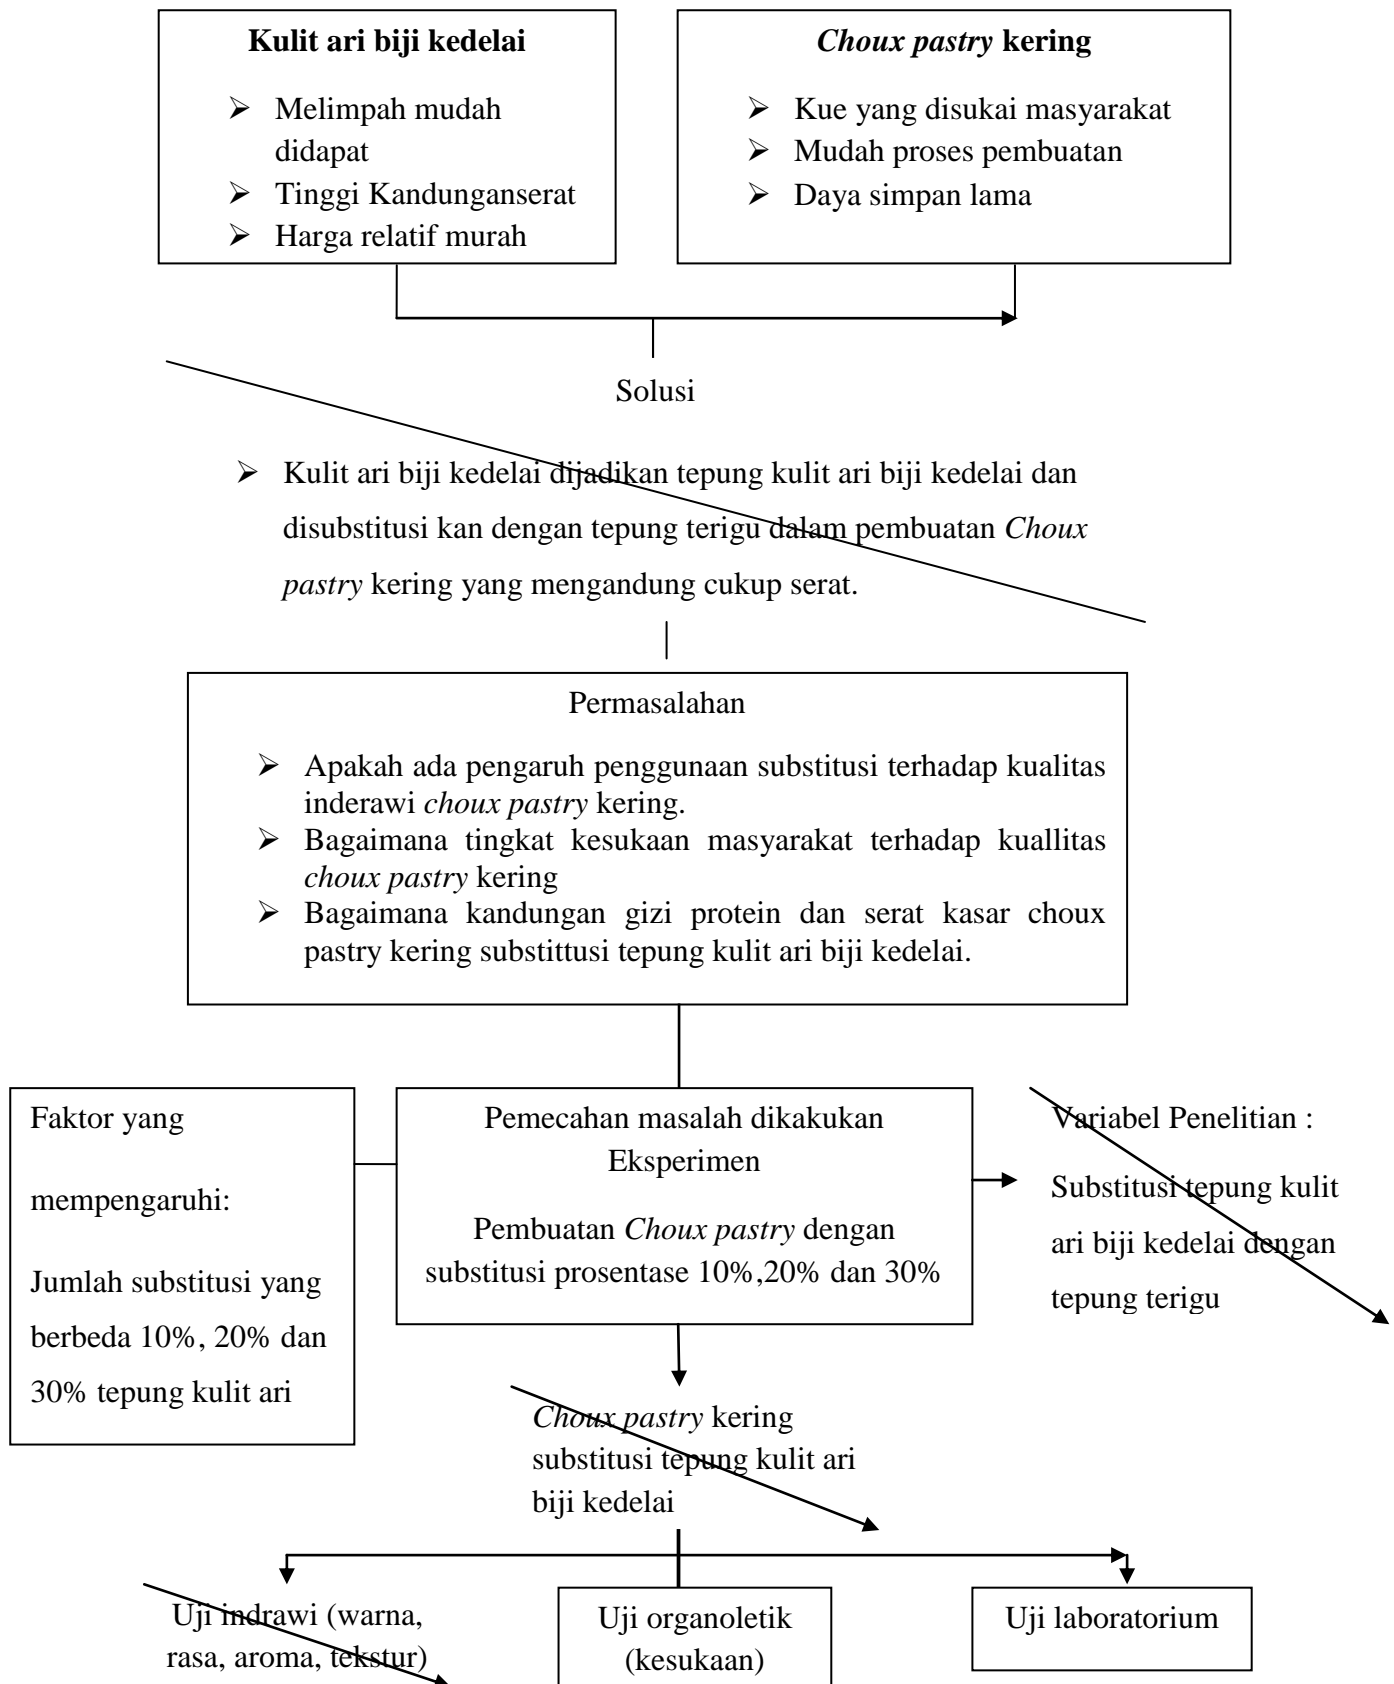 Kulit ari biji kedelai
➢ Melimpah mudah
didapat
➢ Tinggi Kandunganserat
➢ Harga relatif murah
Choux pastry kering
➢ Kue yang disukai masyarakat
➢ Mudah proses pembuatan
➢ Daya simpan lama
Solusi
➢ Kulit ari biji kedelai dijadikan tepung kulit ari biji kedelai dan
disubstitusi kan dengan tepung terigu dalam pembuatan Choux
pastry kering yang mengandung cukup serat.
Permasalahan
➢ Apakah ada pengaruh penggunaan substitusi terhadap kualitas
inderawi choux pastry kering.
➢ Bagaimana tingkat kesukaan masyarakat terhadap kuallitas
choux pastry kering
➢ Bagaimana kandungan gizi protein dan serat kasar choux
pastry kering substittusi tepung kulit ari biji kedelai.
Faktor yang
mempengaruhi:
Jumlah substitusi yang
berbeda 10%, 20% dan
30% tepung kulit ari
Pemecahan masalah dikakukan
Eksperimen
Pembuatan Choux pastry dengan
substitusi prosentase 10%,20% dan 30%
Variabel Penelitian :
Substitusi tepung kulit
ari biji kedelai dengan
tepung terigu
Choux pastry kering
substitusi tepung kulit ari
biji kedelai
Uji indrawi (warna,
rasa, aroma, tekstur)
Uji organoletik
(kesukaan)
Uji laboratorium